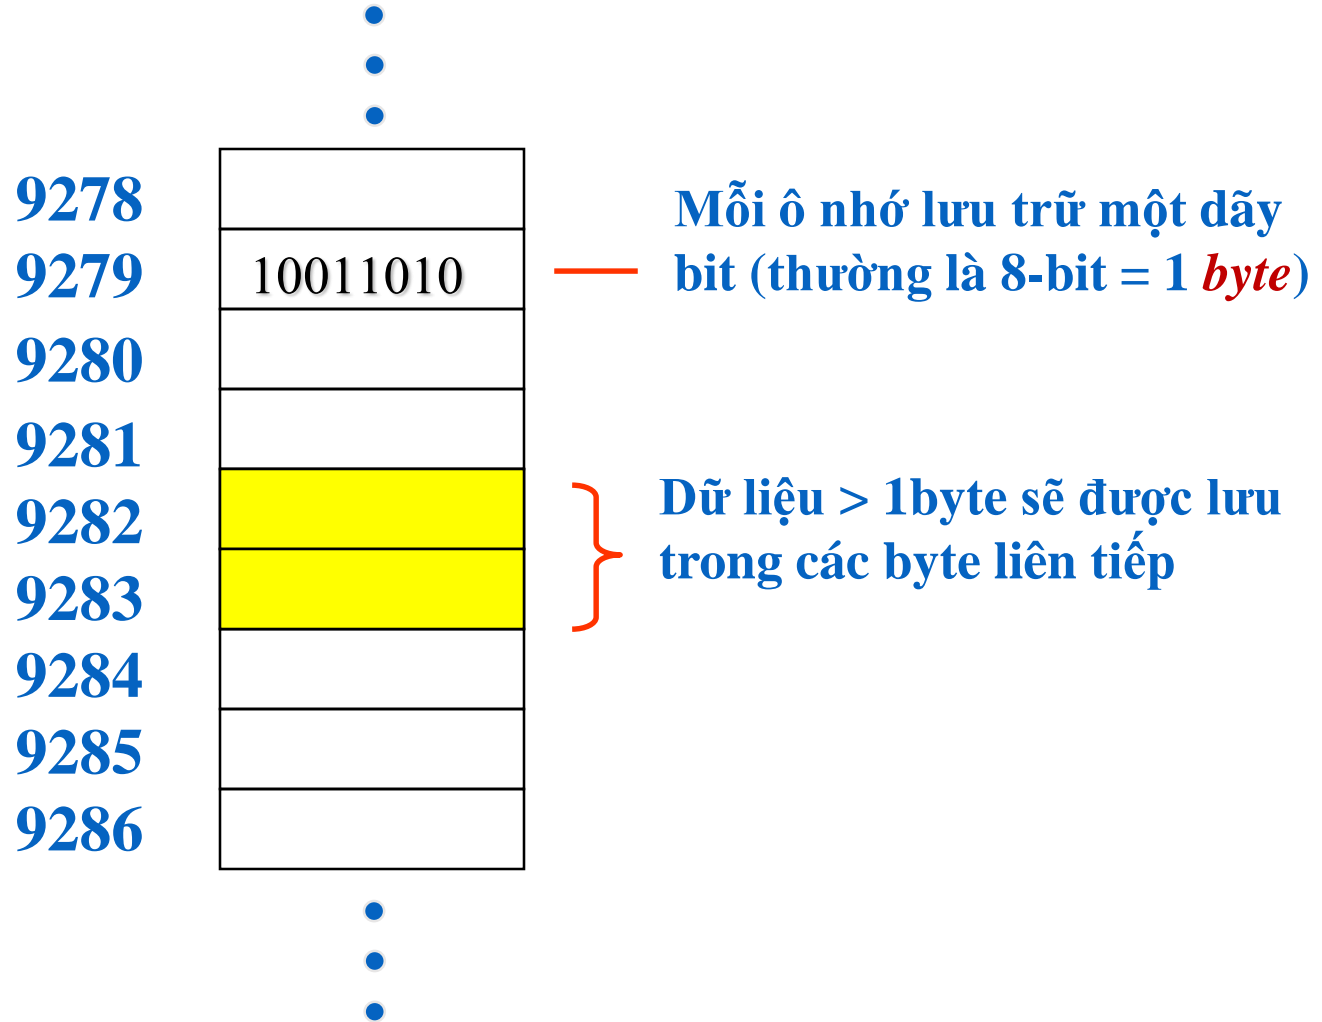 9278
Mỗi ô nhớ lưu trữ một dãy
9279
10011010
bit (thường là 8-bit = 1 byte)
9280
9281
9282
Dữ liệu > 1byte sẽ được lưu
trong các byte liên tiếp
9283
9284
9285
9286